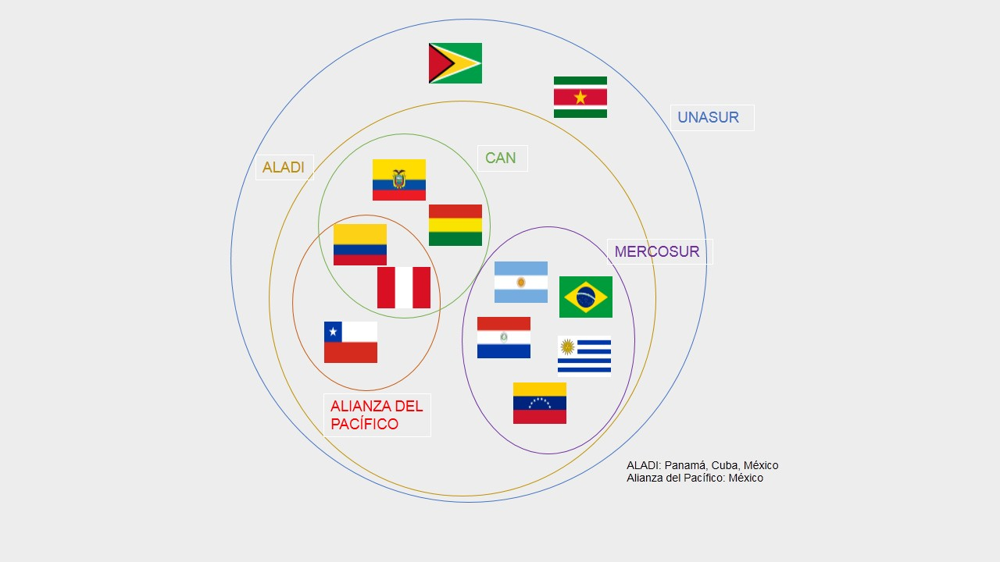 UNASUR
CAN
ALADI
MERCOSUR
ALIANZA DEL
PACÍFICO
ALADI: Panamá, Cuba, México
Alianza del Pacífico: México